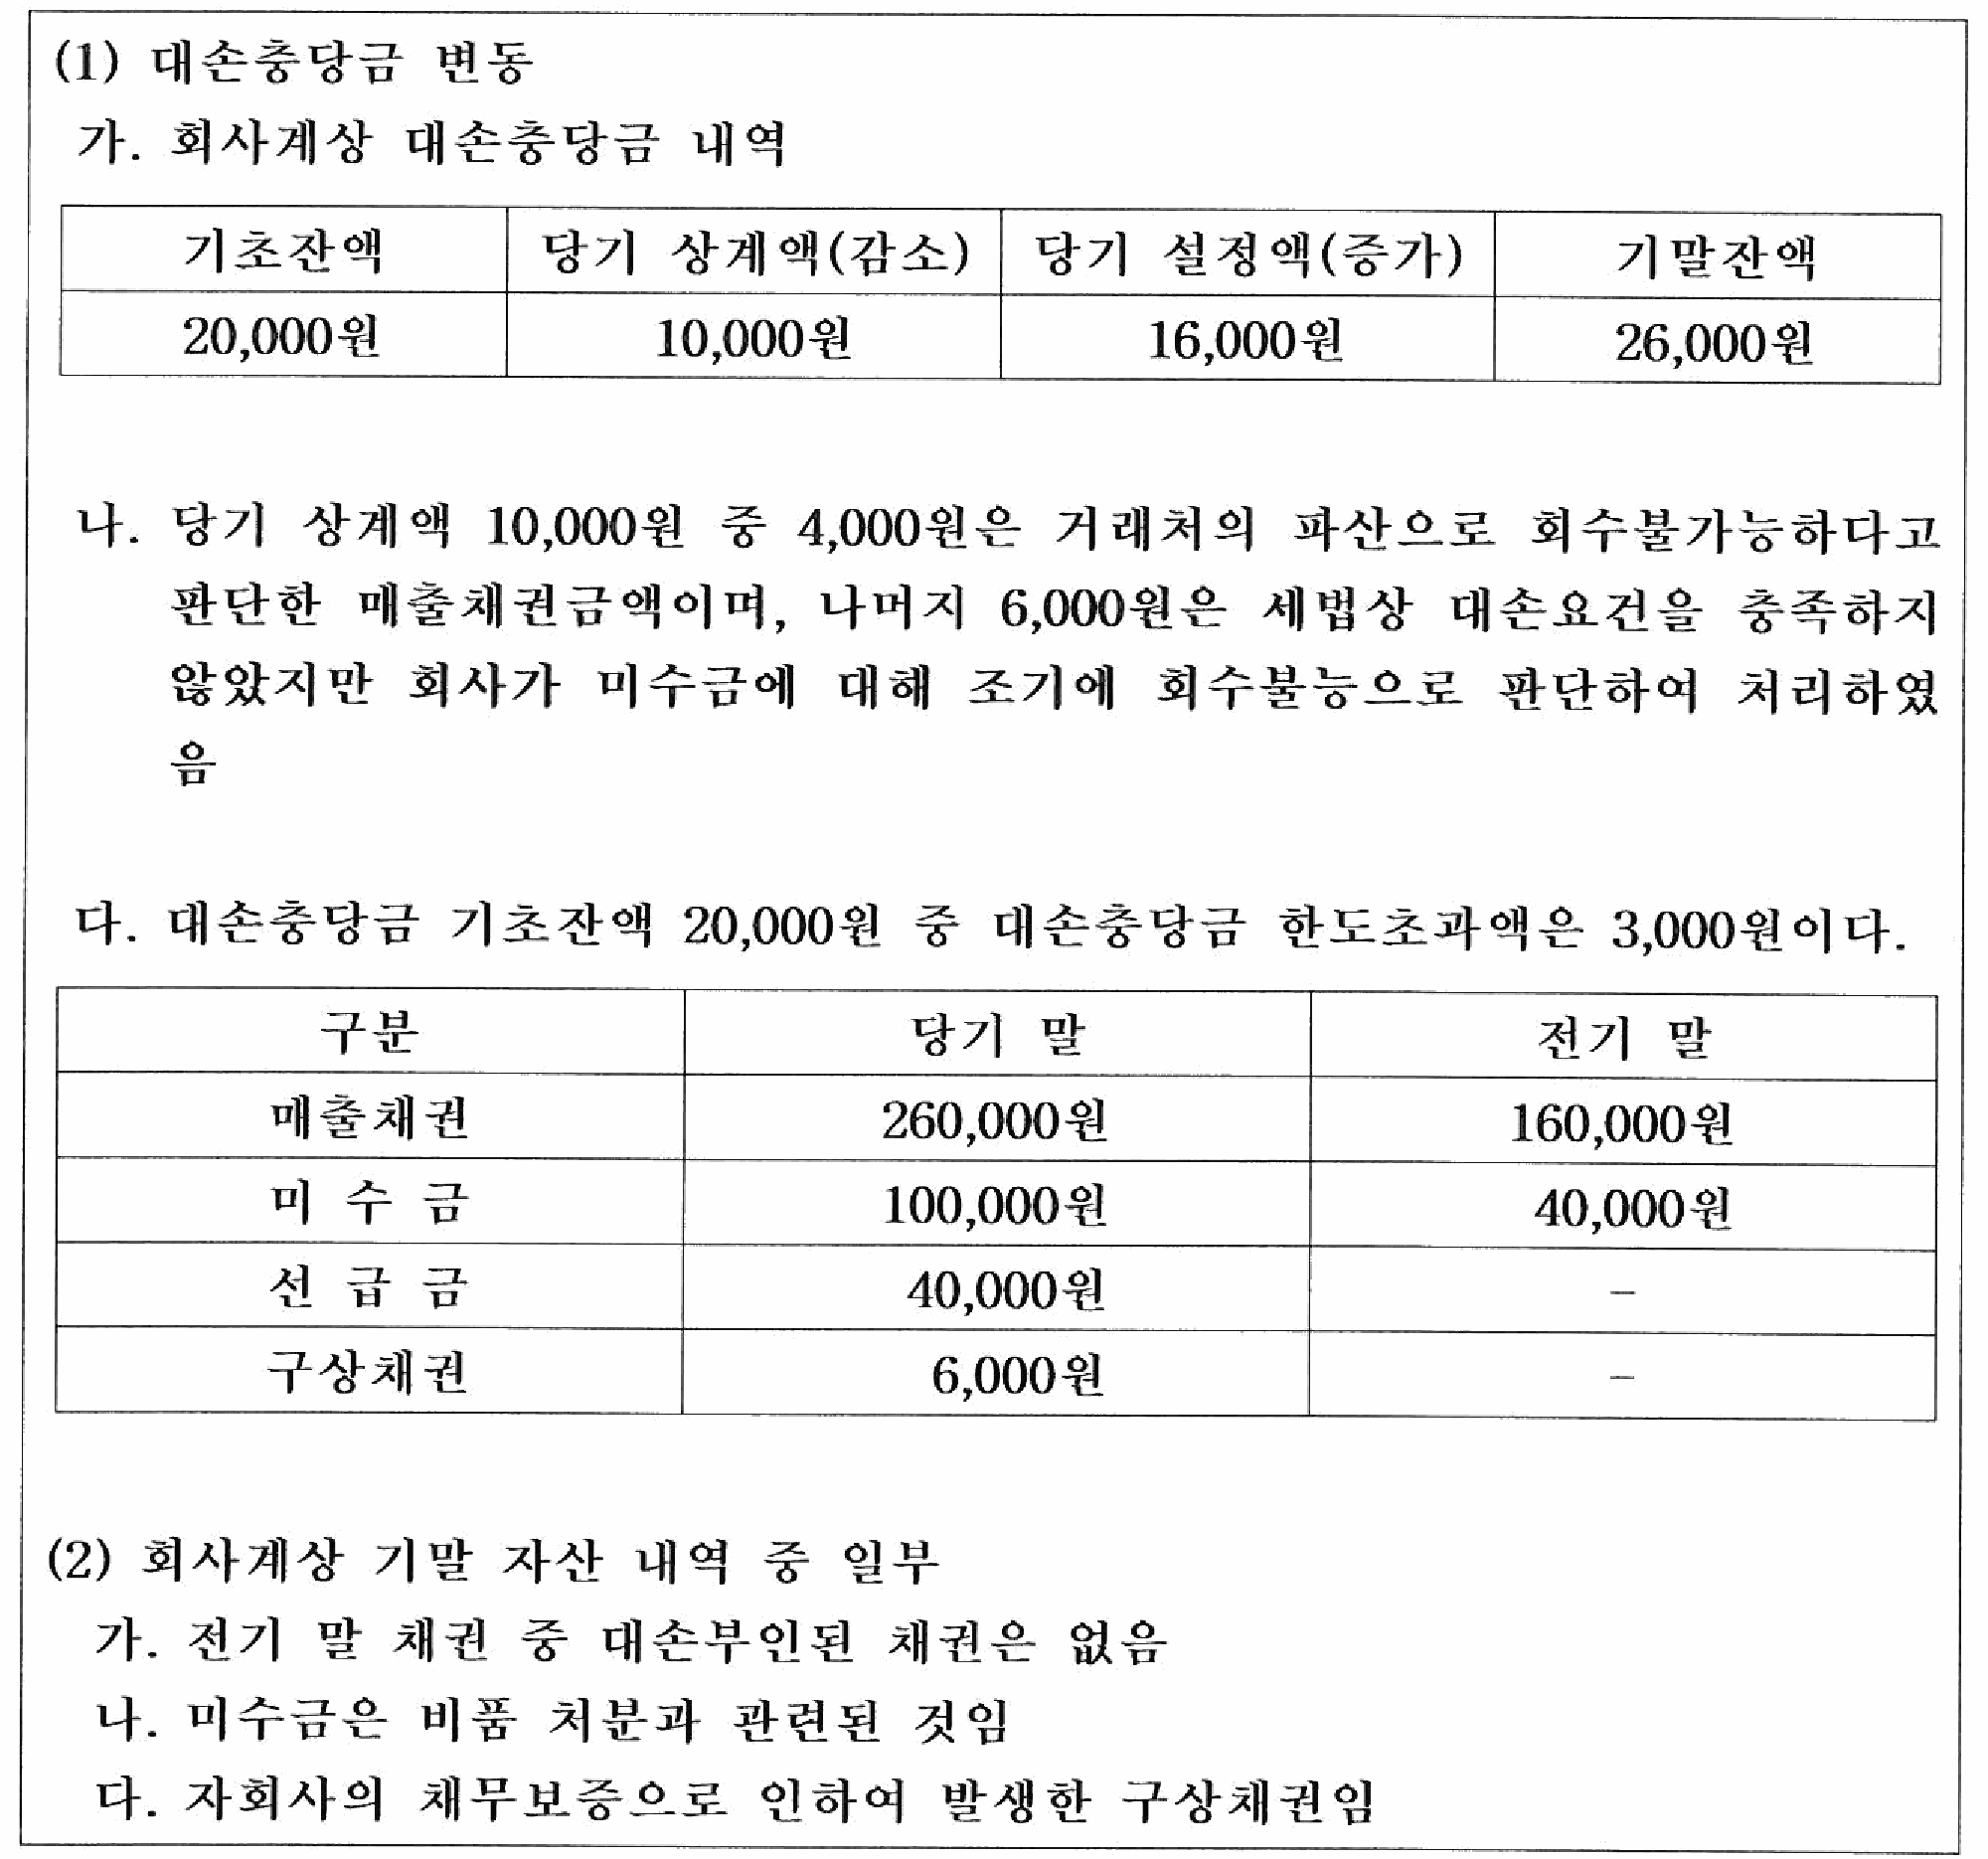 (1) 대손충당금 변동
가. 회사계상 대손충당금 내역
기초잔액 당기 상계액(감소) 당기 설정액(증가) 기말잔액
20,000원 10,000원 16,000원 26,000원
나. 당기 상계액 10,000원 중 4,000원은 거래처의 파산으로 회수불가능하다고
판단한 매출채권금액이며, 나머지 6,000원은 세법상 대손요건을 충족하지
않았지만 회사가 미수금에 대해 조기에 회수불능으로 판단하여 처리하였
음
다. 대손충당금 기초잔액 20,000원 중 대손충당금 한도초과액은 3,000원이다.
구분 당기 말 전기 말
매출채권 260,000원 160,000원
미 수 금 100,000원 40,000원
선 급 금 40,000원 –
구상채권 6,000원 –
(2) 회사계상 기말 자산 내역 중 일부
가. 전기 말 채권 중 대손부인된 채권은 없음
나. 미수금은 비품 처분과 관련된 것임
다. 자회사의 채무보증으로 인하여 발생한 구상채권임